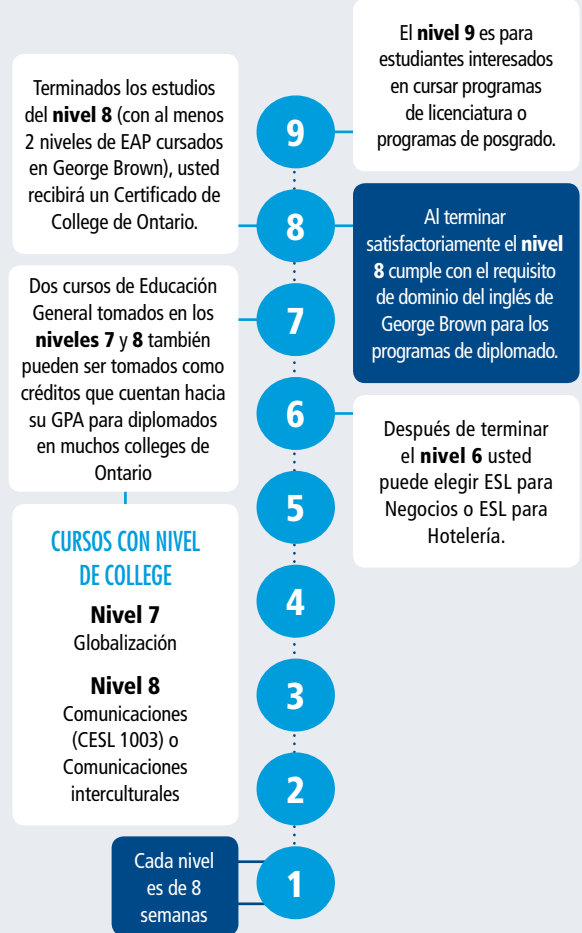 El nivel 9 es para
estudiantes interesados
en cursar programas
de licenciatura o
programas de posgrado.
Terminados los estudios
del nivel 8 (con al menos
2 niveles de EAP cursados
en George Brown), usted
recibirá un Certificado de
College de Ontario.
9
8
Al terminar
satisfactoriamente el nivel
8 cumple con el requisito
de dominio del inglés de
George Brown para los
programas de diplomado.
Dos cursos de Educación
General tomados en los
niveles 7 y 8 también
pueden ser tomados como
créditos que cuentan hacia
su GPA para diplomados
en muchos colleges de
Ontario
7
6
Después de terminar
el nivel 6 usted
puede elegir ESL para
Negocios o ESL para
Hotelería.
5
CURSOS CON NIVEL
DE COLLEGE
Nivel 7
Globalización
Nivel 8
Comunicaciones
(CESL 1003) o
Comunicaciones
interculturales
4
3
2
1
Cada nivel
es de 8
semanas